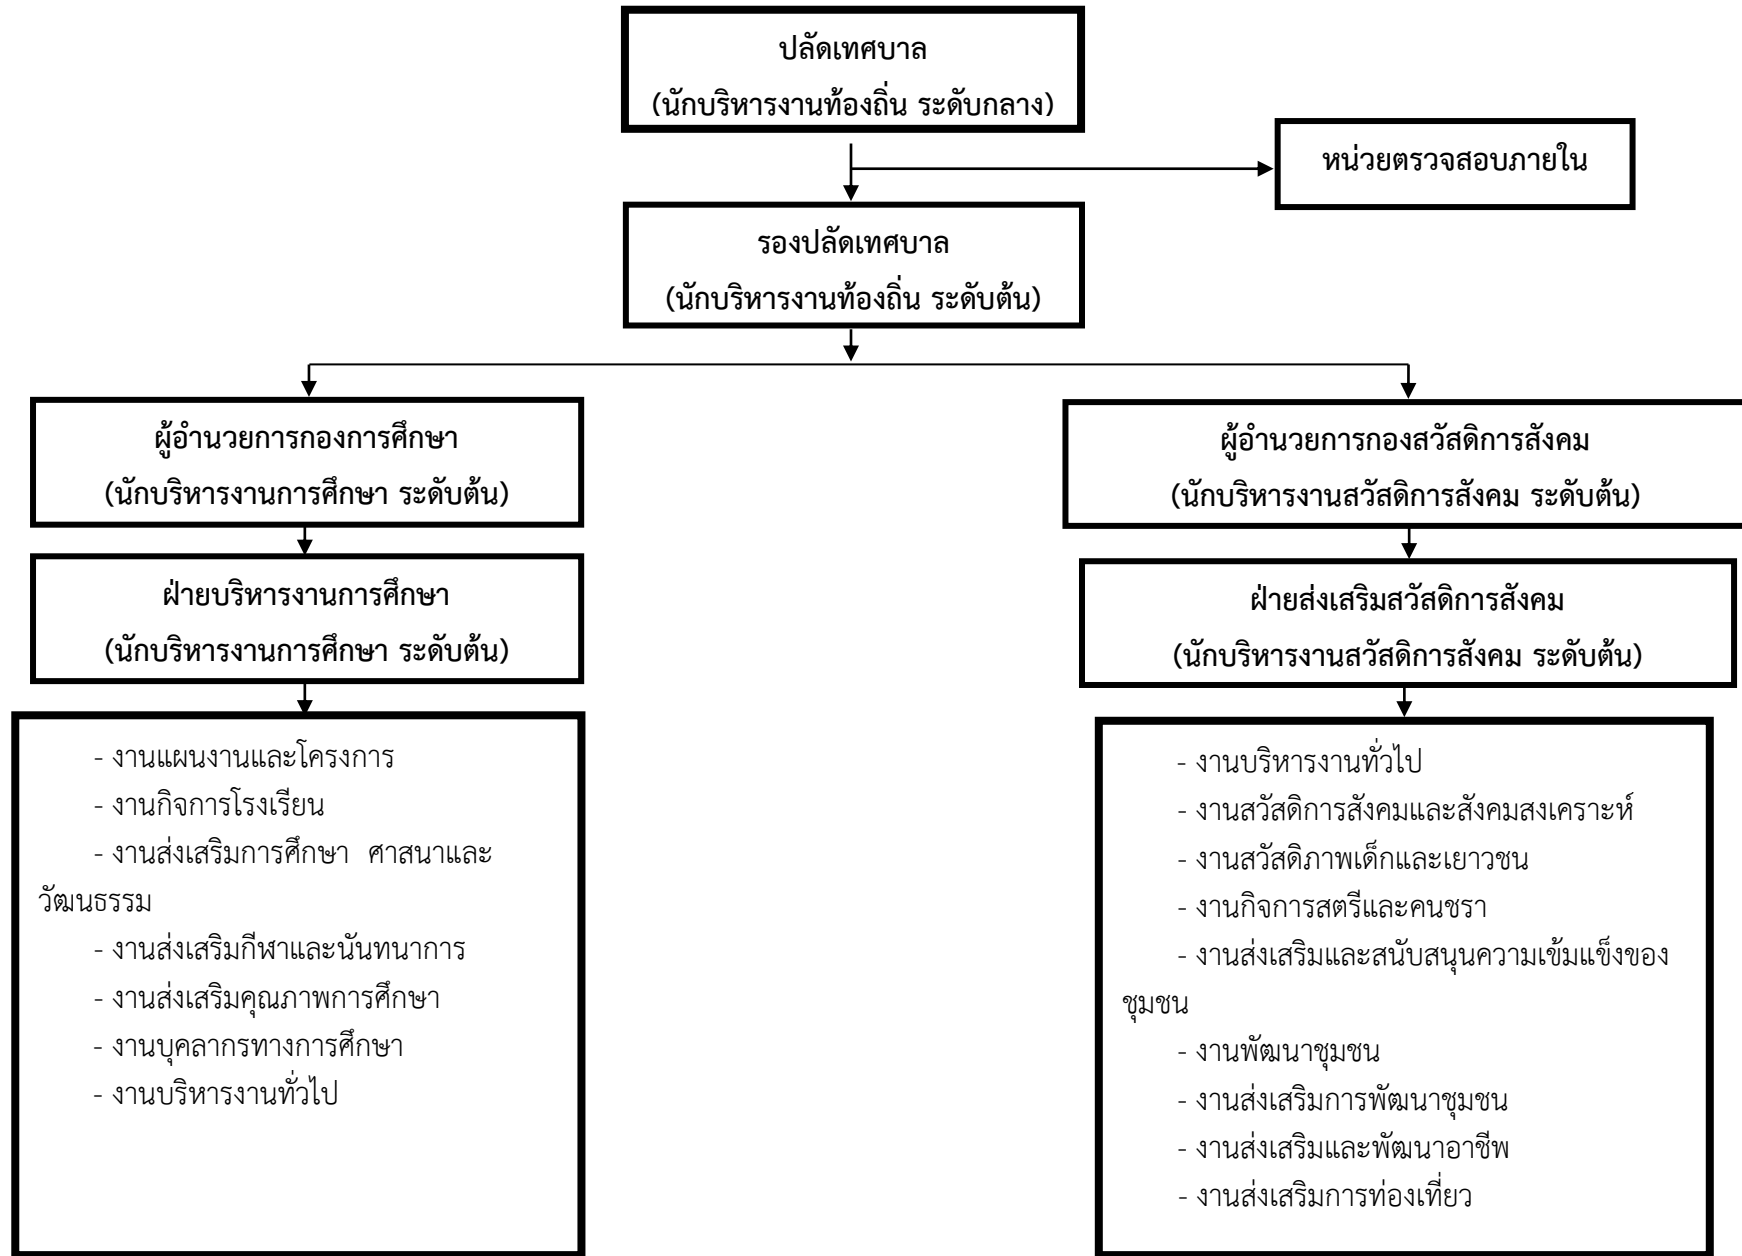 ปลัดเทศบาล
(นักบริหารงานท้องถิ่น ระดับกลาง)
หน่วยตรวจสอบภายใน
รองปลัดเทศบาล
(นักบริหารงานท้องถิ่น ระดับต้น)
ผู้อำนวยการกองการศึกษา
(นักบริหารงานการศึกษา ระดับต้น)
ฝ่ายบริหารงานการศึกษา
(นักบริหารงานการศึกษา ระดับต้น)
- งานแผนงานและโครงการ
- งานกิจการโรงเรียน
- งานส่งเสริมการศึกษา ศาสนาและ
วัฒนธรรม
- งานส่งเสริมกีฬาและนันทนาการ
- งานส่งเสริมคุณภาพการศึกษา
- งานบุคลากรทางการศึกษา
- งานบริหารงานทั่วไป
ผู้อำนวยการกองสวัสดิการสังคม
(นักบริหารงานสวัสดิการสังคม ระดับต้น)
ฝ่ายส่งเสริมสวัสดิการสังคม
(นักบริหารงานสวัสดิการสังคม ระดับต้น)
- งานบริหารงานทั่วไป
- งานสวัสดิการสังคมและสังคมสงเคราะห์
- งานสวัสดิภาพเด็กและเยาวชน
- งานกิจการสตรีและคนชรา
- งานส่งเสริมและสนับสนุนความเข้มแข็งของ
ชุมชน
- งานพัฒนาชุมชน
- งานส่งเสริมการพัฒนาชุมชน
- งานส่งเสริมและพัฒนาอาชีพ
- งานส่งเสริมการท่องเที่ยว